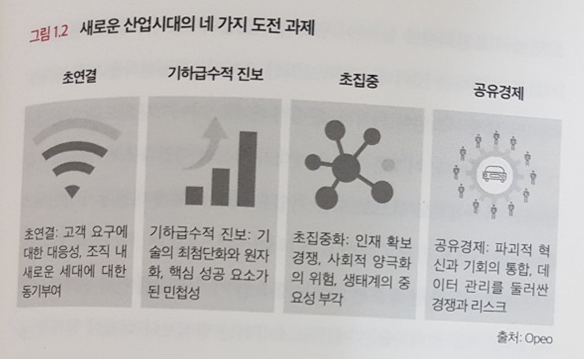 그림 1.2 새로운 산업시대의 네 가지 도전 과제
초연결
초연결: 고객 요구에
대한 대응성, 조직 내
새로운 세대에 대한
동기부여
기하급수적 진보
기하급수적 진보: 기
술의 최첨단화와 원자
화, 핵심 성공 요소가
된 민첩성
초집중
초집중화: 인재 확보
경쟁, 사회적 양극화
의 위험, 생태계의 중
요성 부각
공유경제
공유경제: 파괴적 혁
신과 기회의 통합, 데
이터 관리를 둘러싼
경쟁과 리스크
출처: Opeo